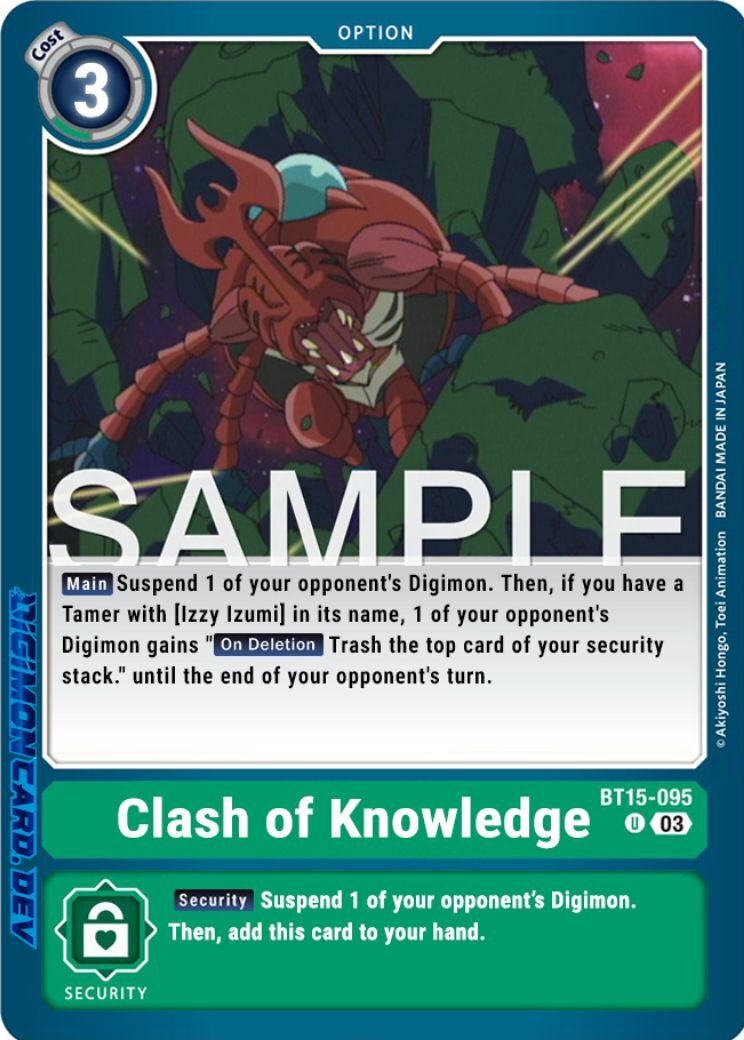 OPTION
Cost
3
SAMPLE
Main Suspend 1 of your opponent's Digimon. Then, if you have a
Tamer with [Izzy Izumi] in its name, 1 of your opponent's
Digimon gains "On Deletion Trash the top card of your security
stack." until the end of your opponent's turn.
© Akiyoshi Hongo, Toei Animation BANDAI MADE IN JAPAN
DIGIMONCARD.DEV
Clash of Knowledge
BT15-095
U 03
Security Suspend 1 of your opponent's Digimon.
Then, add this card to your hand.
SECURITY